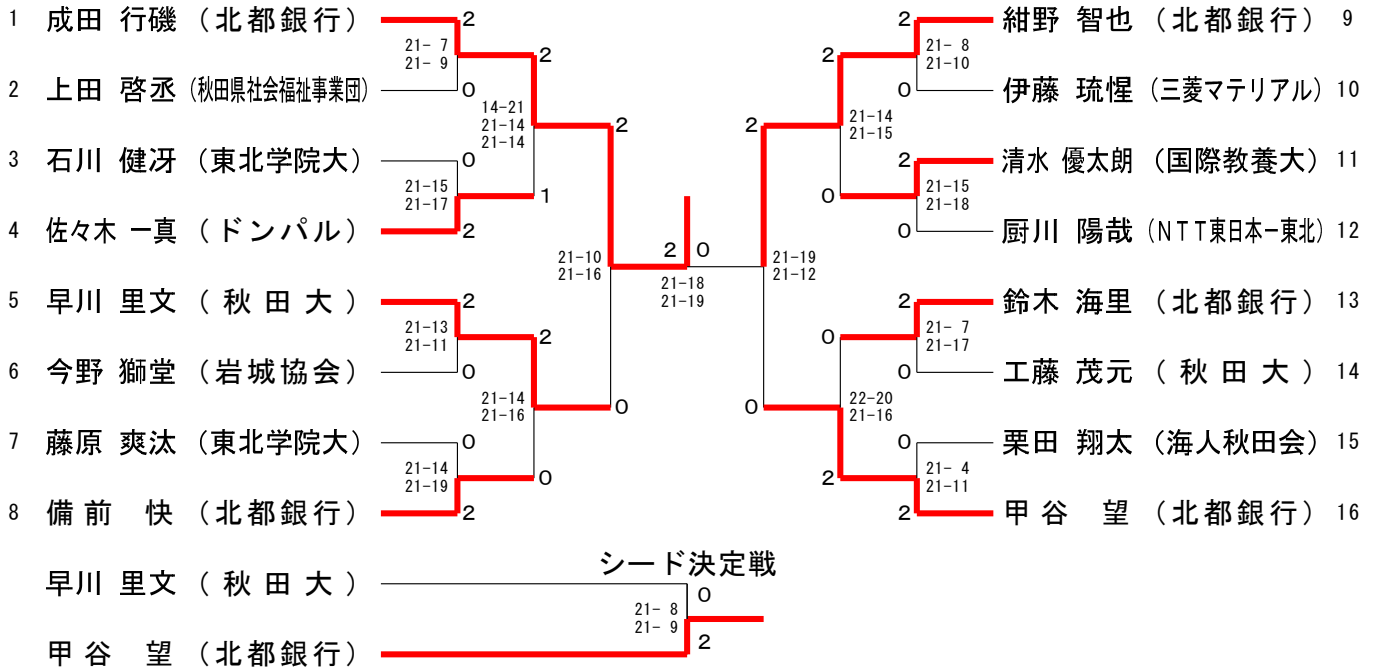 1 成田 行磯 (北都銀行) 2
21- 7
21- 9
2 上田 啓丞 (秋田県社会福祉事業団) 0
2
14-21
21-14
21-14
3 石川 健冴 (東北学院大) 0
21-15
21-17
4 佐々木 一真 (ドンパル) 2
1
2
21-10
21-16
5 早川 里文 (秋田大) 2
21-13
21-11
6 今野 獅堂 (岩城協会) 0
2
21-14
21-16
7 藤原 爽汰 (東北学院大) 0
21-14
21-19
8 備前 快 (北都銀行) 2
0
0
2 0
21-18
21-19
2 紺野 智也 (北都銀行) 9
21- 8
21-10
0 伊藤 琉惺 (三菱マテリアル) 10
2
21-14
21-15
2 清水 優太朗 (国際教養大) 11
21-15
21-18
0 厨川 陽哉 (NTT東日本-東北) 12
0
21-19
21-12
2 鈴木 海里 (北都銀行) 13
21- 7
21-17
0 工藤 茂元 (秋田大) 14
0
22-20
21-16
0 栗田 翔太 (海人秋田会) 15
21- 4
21-11
2 甲谷 望 (北都銀行) 16
2
0
シード決定戦
早川 里文 (秋田大) 0
21- 8
21- 9
甲谷 望 (北都銀行) 2